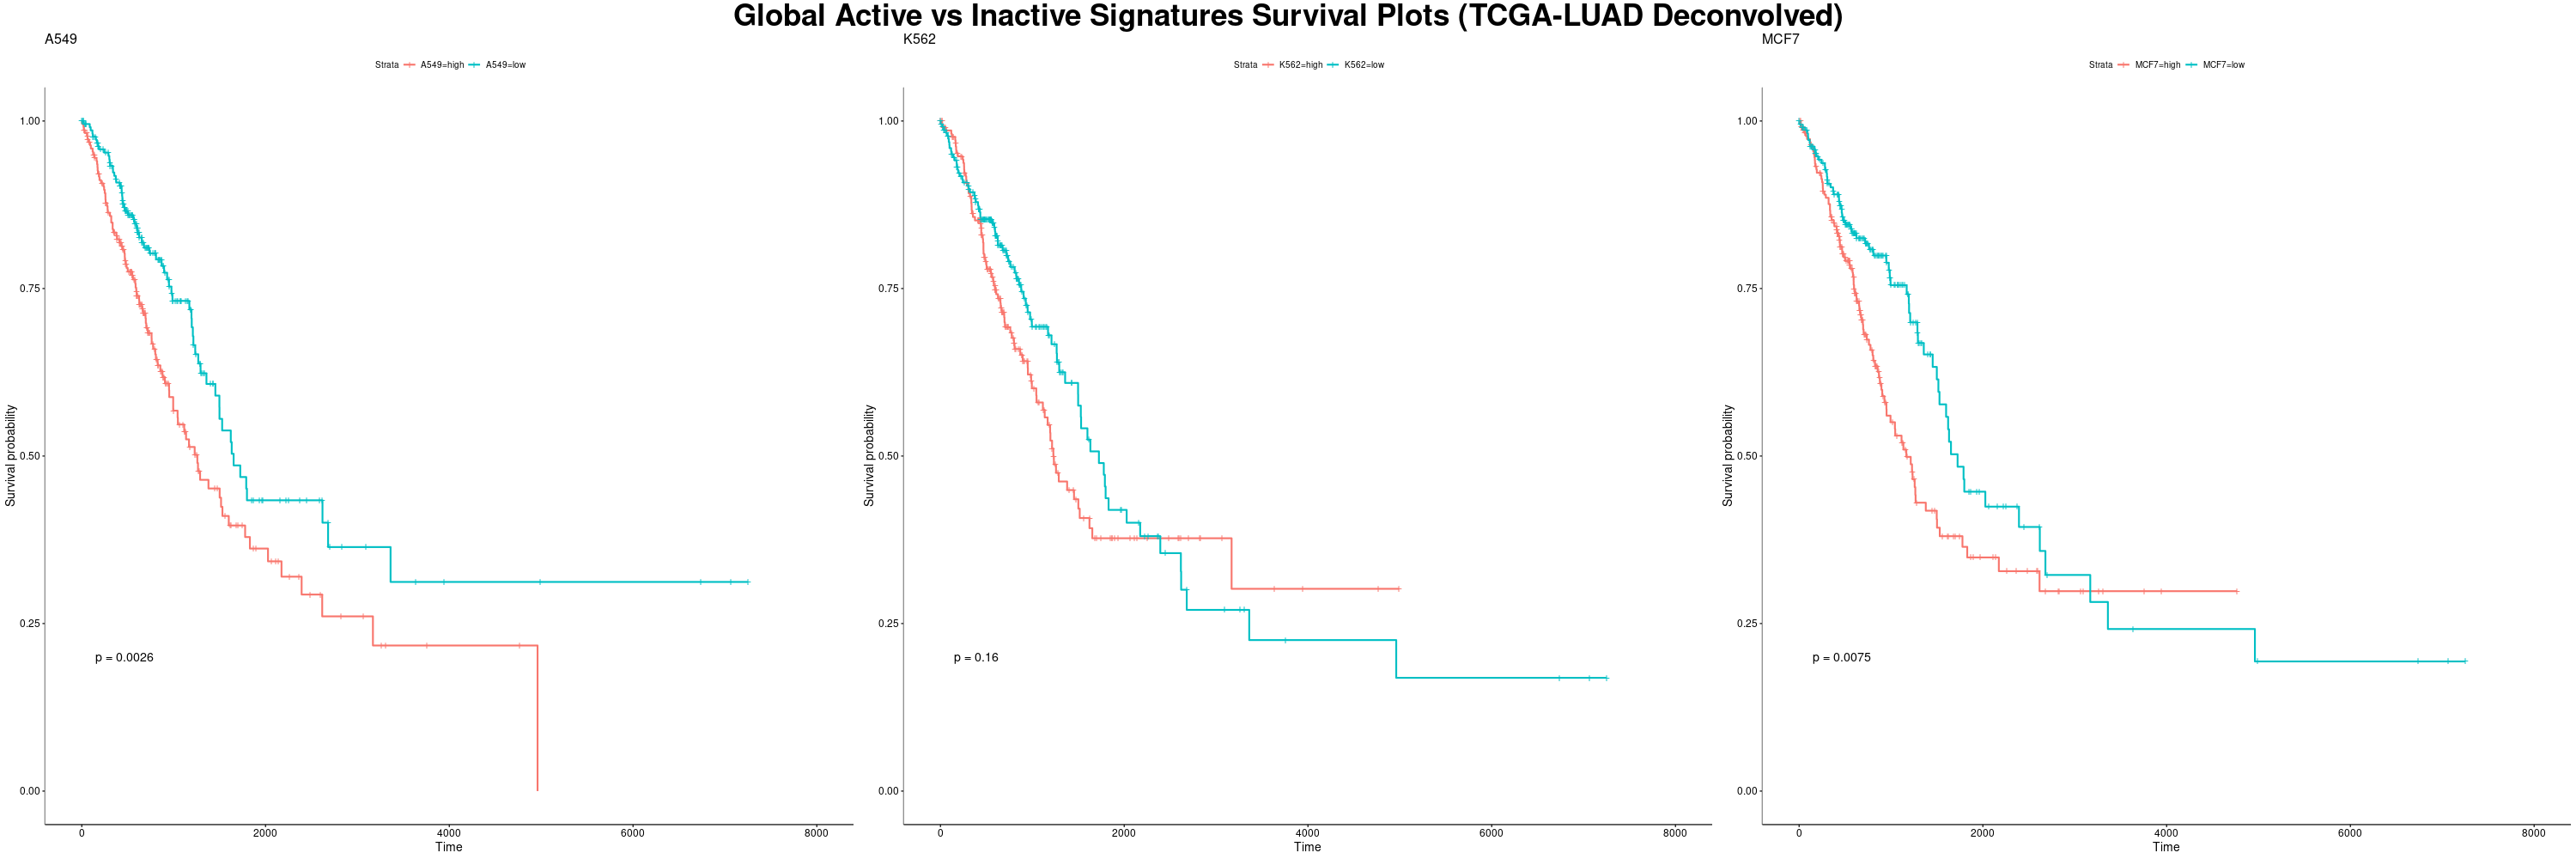 Global Active vs Inactive Signatures Survival Plots (TCGA-LUAD Deconvolved)
A549
Strata A549=high A549=low
Survival probability
1.00
0.75
0.50
0.25
0.00
p = 0.0026
0 2000 4000 6000 8000
Time
K562
Strata K562=high K562=low
Survival probability
1.00
0.75
0.50
0.25
0.00
p = 0.16
0 2000 4000 6000 8000
Time
MCF7
Strata MCF7=high MCF7=low
Survival probability
1.00
0.75
0.50
0.25
0.00
p = 0.0075
0 2000 4000 6000 8000
Time